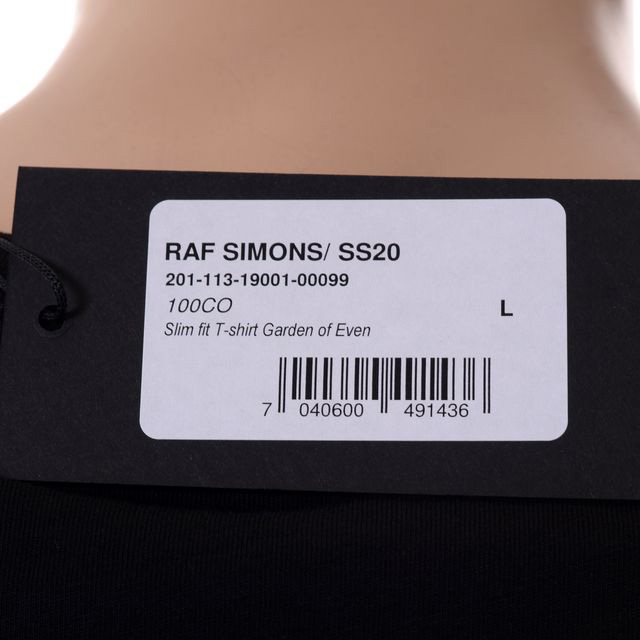 RAF SIMONS/ SS20
201-113-19001-00099
100CO
L
Slim fit T-shirt Garden of Even
7 040600 491436